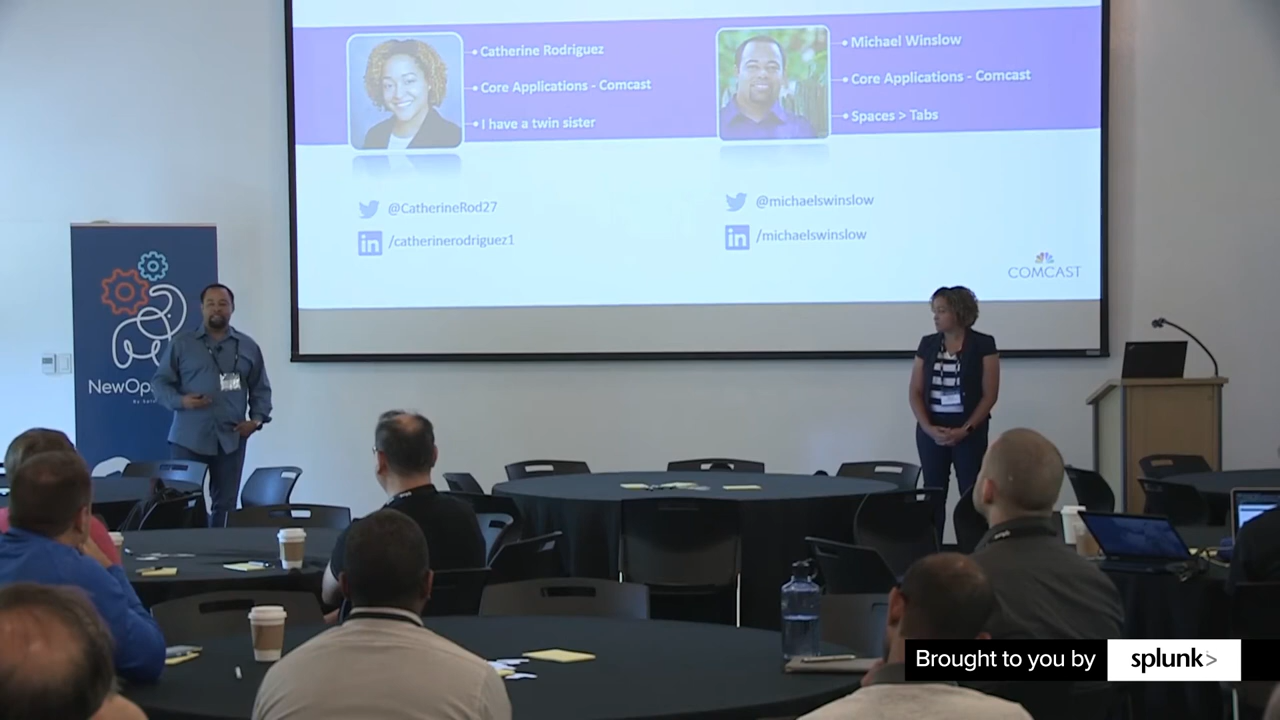 Catherine Rodriguez
Core Applications - Comcast
I have a twin sister
@CatherineRod27
/catherinerodriguez1
Michael Winslow
Core Applications - Comcast
Spaces > Tabs
@michaelswinslow
/michaelswinslow
COMCAST
NewOp
Brought to you by splunk>